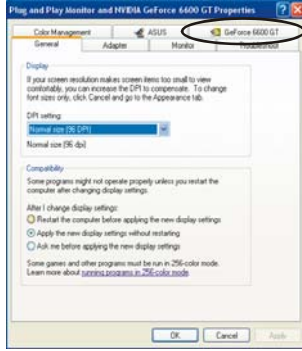 Plug and Play Monitor and NVIDIA GeForce 6600 GT Properties
Color Management
ASUS
GeForce 6600 GT
General
Adapter
Monitor
Troubleshoot
Display
If your screen resolution makes screen items too small to view
comfortably, you can increase the DPI to compensate. To change
font sizes only, click Cancel and go to the Appearance tab.
DPI setting:
Normal size (96 DPI)
Normal size (96 dpi)
Compatibility
Some programs might not operate properly unless you restart the
computer after changing display settings.
After I change display settings:
Restart the computer before applying the new display settings
Apply the new display settings without restarting
Ask me before applying the new display settings
Some games and other programs must be run in 256-color mode.
Learn more about running programs in 256-color mode.
OK
Cancel
Apply